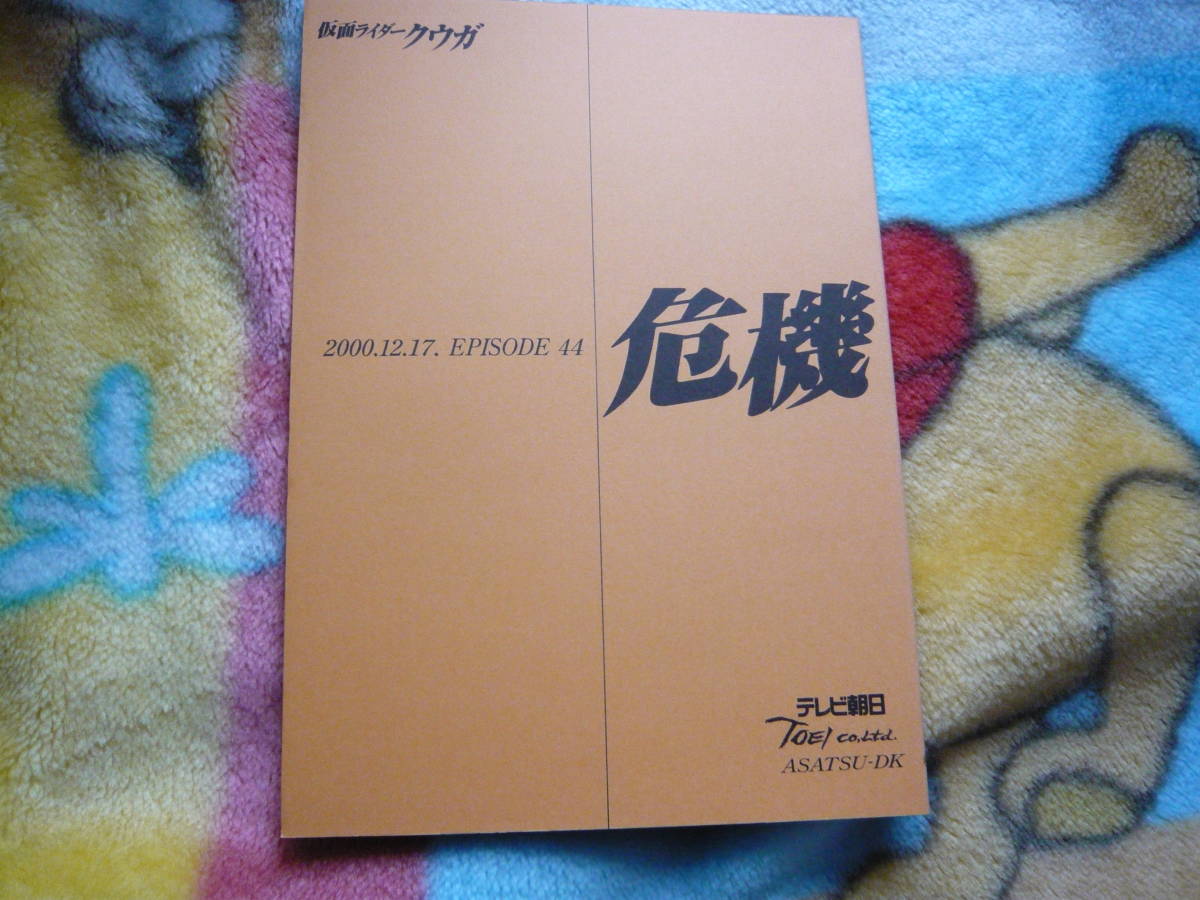 仮面ライダークウガ
2000.12.17. EPISODE 44
危機
テレビ朝日
TOEI CO,Ltd.
ASATSU-DK